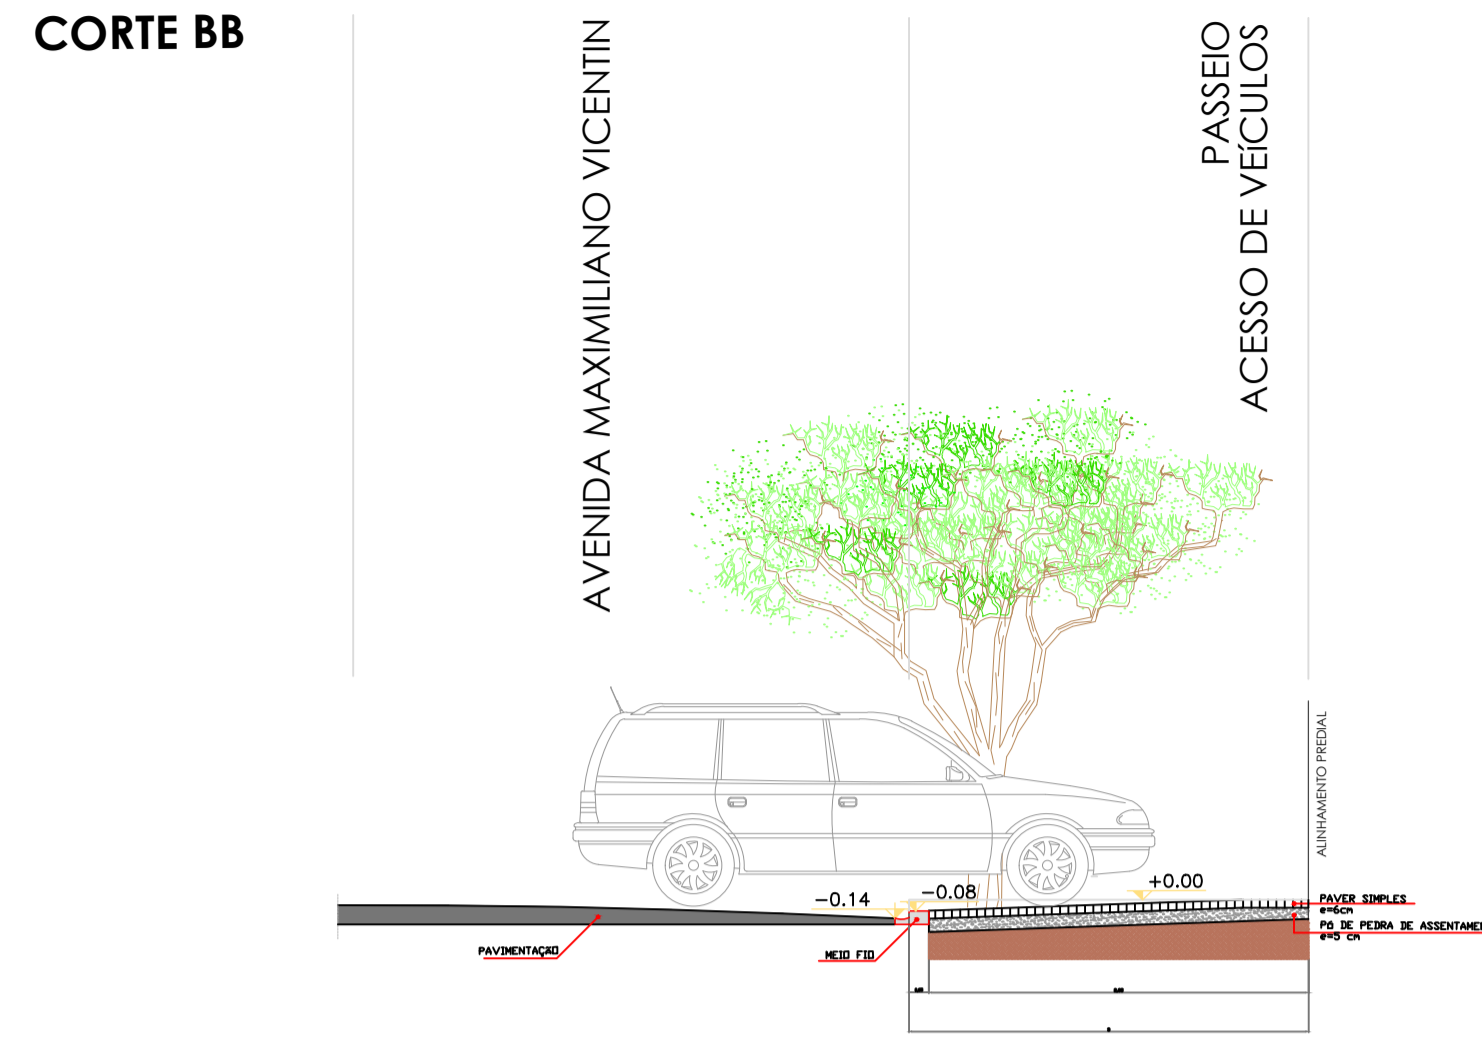 CORTE BB
AVENIDA MAXIMILIANO VICENTIN
PASSEIO
ACESSO DE VEÍCULOS
ALINHAMENTO PREDIAL
-0.14
-0.08
+0.00
PAVER SIMPLES
e=6cm
PÓ DE PEDRA DE ASSENTAME
e=5 cm
PAVIMENTAÇÃO
MEIO FIO